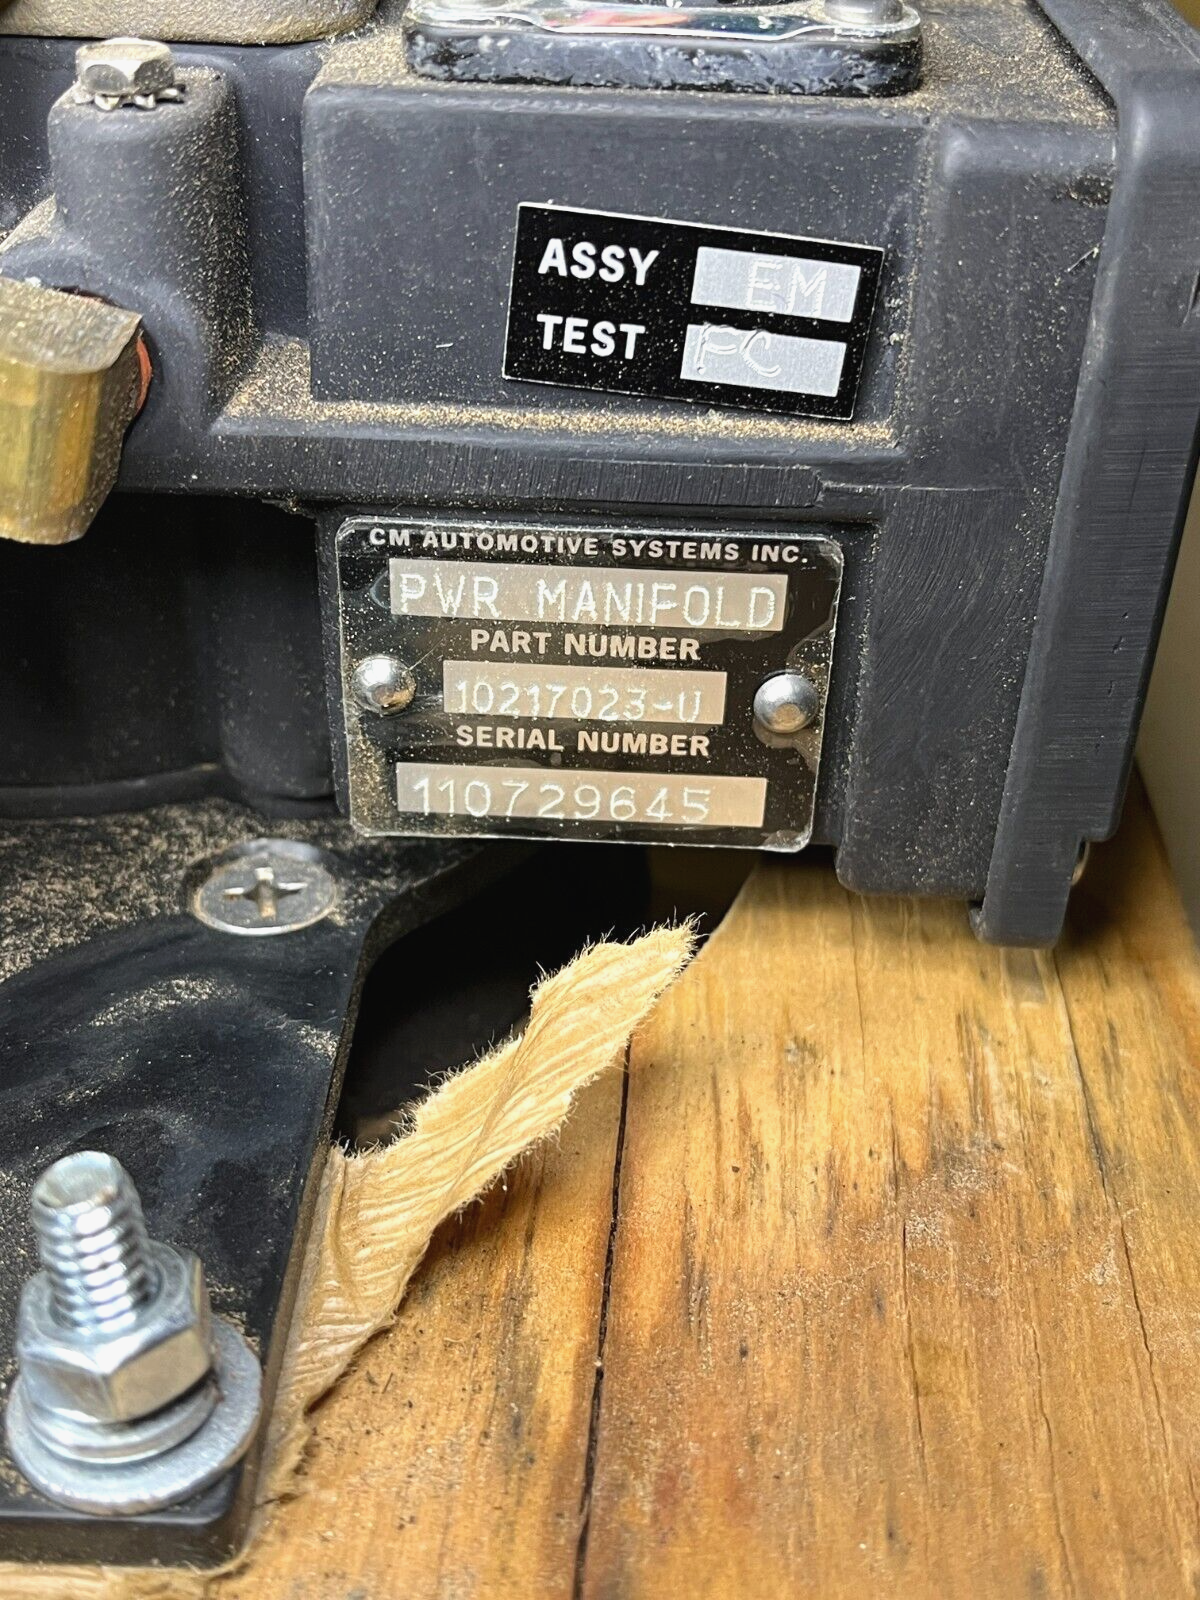 ASSY EM
TEST PC
CM AUTOMOTIVE SYSTEMS INC.
PWR MANIFOLD
PART NUMBER
10217023-U
SERIAL NUMBER
110729645